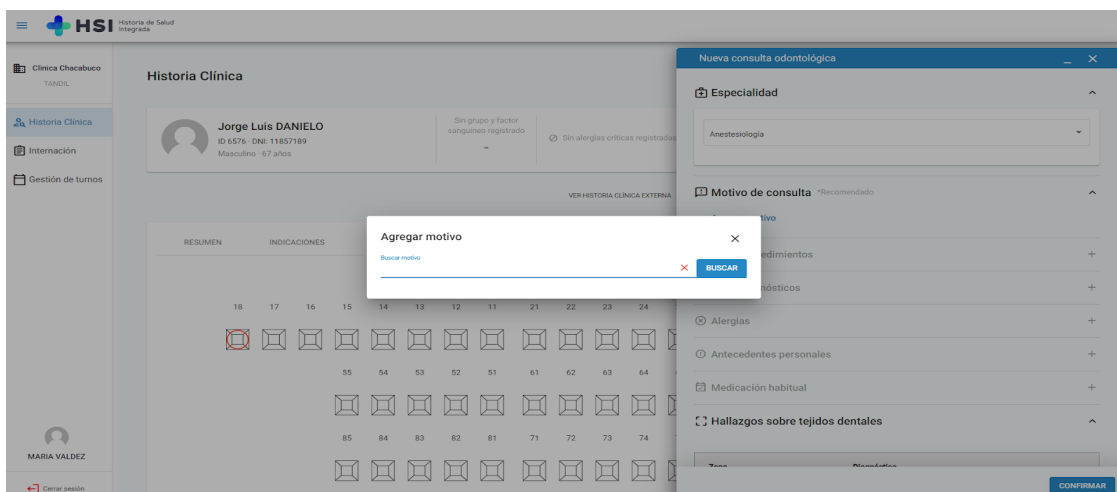 HSI Historia de Salud
Integrada
Clínica Chacabuco
TANDIL
Historia Clínica
Internación
Gestión de turnos
MARIA VALDEZ
Cerrar sesión
Historia Clínica
Jorge Luis DANIELO
ID 6576 · DNI: 11857189
Masculino · 67 años
Sin grupo y factor
sanguíneo registrado
-
Sin alergias críticas registradas
VER HISTORIA CLÍNICA EXTERNA
RESUMEN INDICACIONES
18 17 16 15 14 13 12 11 21 22 23 24
55 54 53 52 51 61 62 63 64
85 84 83 82 81 71 72 73 74
Agregar motivo
Buscar motivo
BUSCAR
Nueva consulta odontológica
Especialidad
Anestesiología
Motivo de consulta *Recomendado
tivo
edimientos
nósticos
Alergias
Antecedentes personales
Medicación habitual
Hallazgos sobre tejidos dentales
Zona Diagnóstico
CONFIRMAR